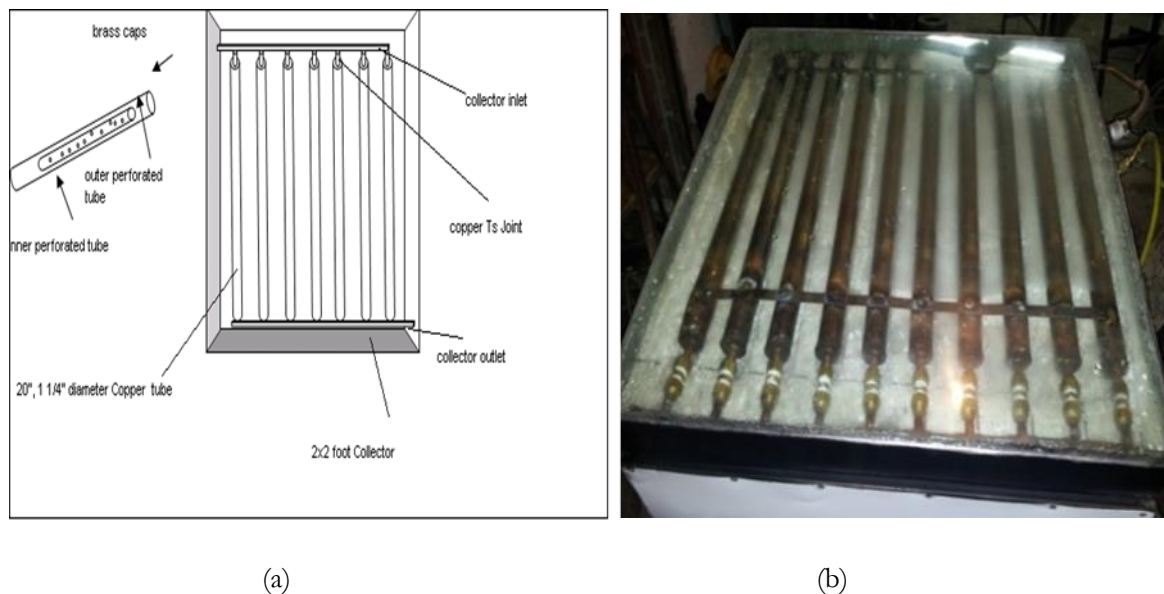 brass caps
collector inlet
outer perforated
tube
copper Ts Joint
nner perforated tube
collector outlet
20", 1 1/4" diameter Copper tube
2x2 foot Collector
(a)
(b)